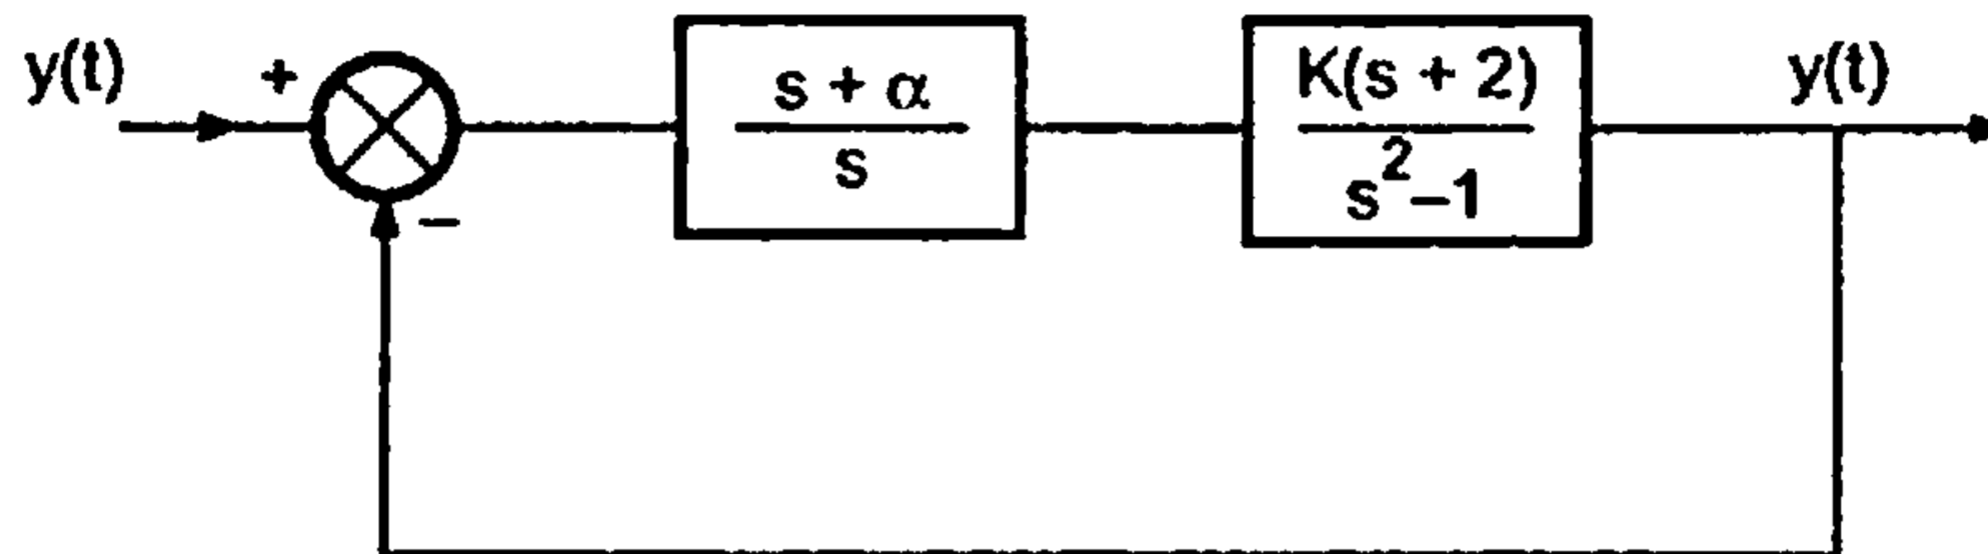 y(t)
+
−
s + α
s
K(s + 2)
s²−1
y(t)